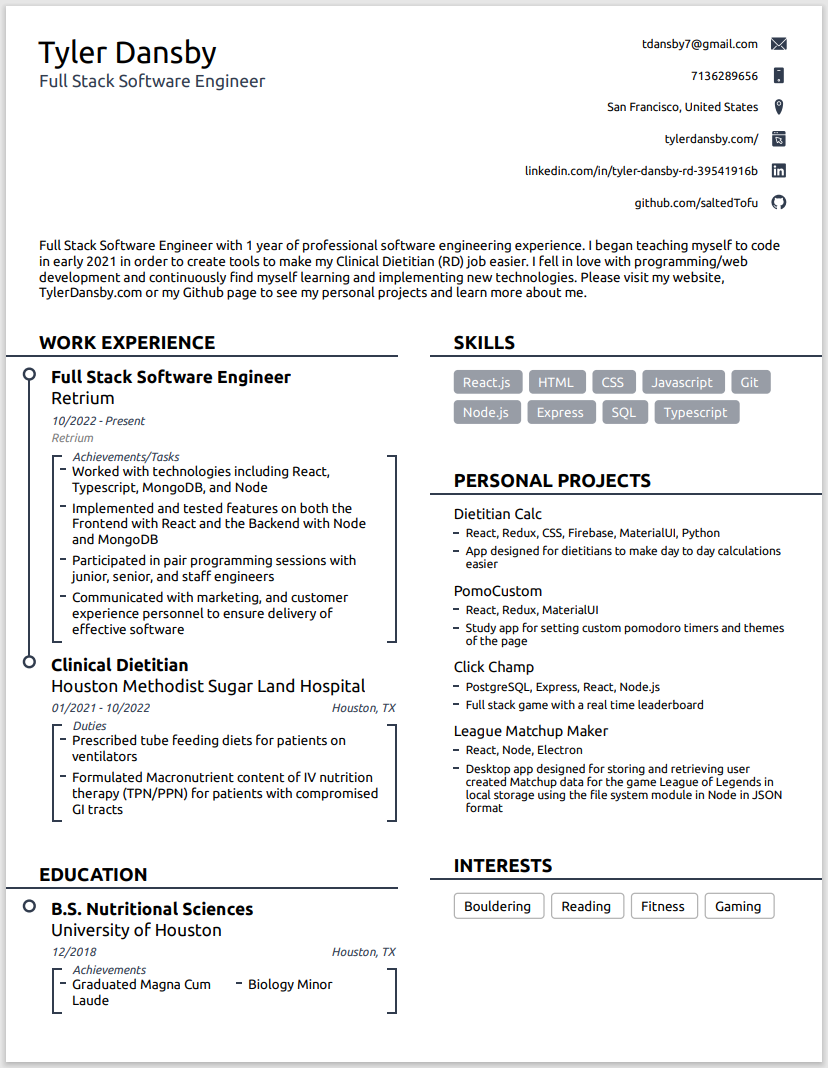 Tyler Dansby
Full Stack Software Engineer
tdansby7@gmail.com
7136289656
San Francisco, United States
tylerdansby.com/
linkedin.com/in/tyler-dansby-rd-39541916b
github.com/saltedTofu
Full Stack Software Engineer with 1 year of professional software engineering experience. I began teaching myself to code
in early 2021 in order to create tools to make my Clinical Dietitian (RD) job easier. I fell in love with programming/web
development and continuously find myself learning and implementing new technologies. Please visit my website,
TylerDansby.com or my Github page to see my personal projects and learn more about me.
WORK EXPERIENCE
Full Stack Software Engineer
Retrium
10/2022 - Present
Retrium
Achievements/Tasks
- Worked with technologies including React,
Typescript, MongoDB, and Node
- Implemented and tested features on both the
Frontend with React and the Backend with Node
and MongoDB
- Participated in pair programming sessions with
junior, senior, and staff engineers
- Communicated with marketing, and customer
experience personnel to ensure delivery of
effective software
Clinical Dietitian
Houston Methodist Sugar Land Hospital
01/2021 - 10/2022 Houston, TX
Duties
- Prescribed tube feeding diets for patients on
ventilators
- Formulated Macronutrient content of IV nutrition
therapy (TPN/PPN) for patients with compromised
GI tracts
EDUCATION
B.S. Nutritional Sciences
University of Houston
12/2018 Houston, TX
Achievements
- Graduated Magna Cum
Laude
- Biology Minor
SKILLS
React.js HTML CSS Javascript Git
Node.js Express SQL Typescript
PERSONAL PROJECTS
Dietitian Calc
- React, Redux, CSS, Firebase, MaterialUI, Python
- App designed for dietitians to make day to day calculations
easier
PomoCustom
- React, Redux, MaterialUI
- Study app for setting custom pomodoro timers and themes
of the page
Click Champ
- PostgreSQL, Express, React, Node.js
- Full stack game with a real time leaderboard
League Matchup Maker
- React, Node, Electron
- Desktop app designed for storing and retrieving user
created Matchup data for the game League of Legends in
local storage using the file system module in Node in JSON
format
INTERESTS
Bouldering Reading Fitness Gaming